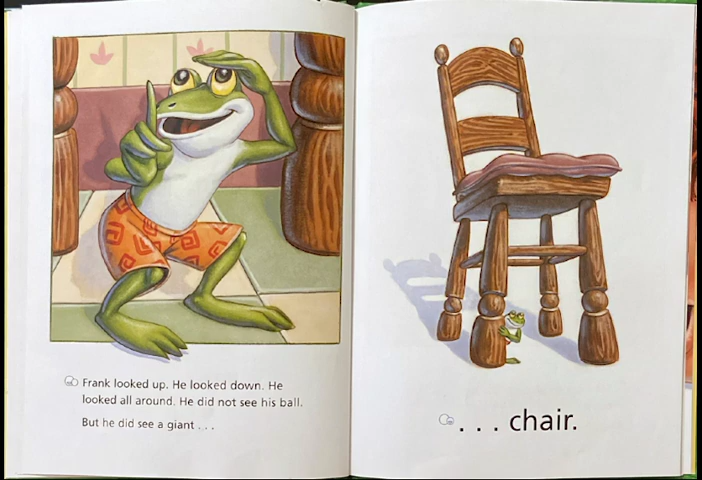 Frank looked up. He looked down. He
looked all around. He did not see his ball.
But he did see a giant . . .
. . . chair.